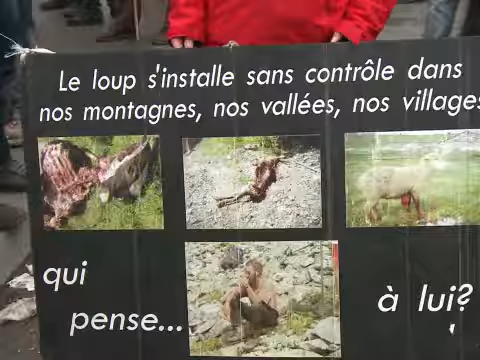 Le loup s'installe sans contrôle dans
nos montagnes, nos vallées, nos villages
qui
pense...
à lui?